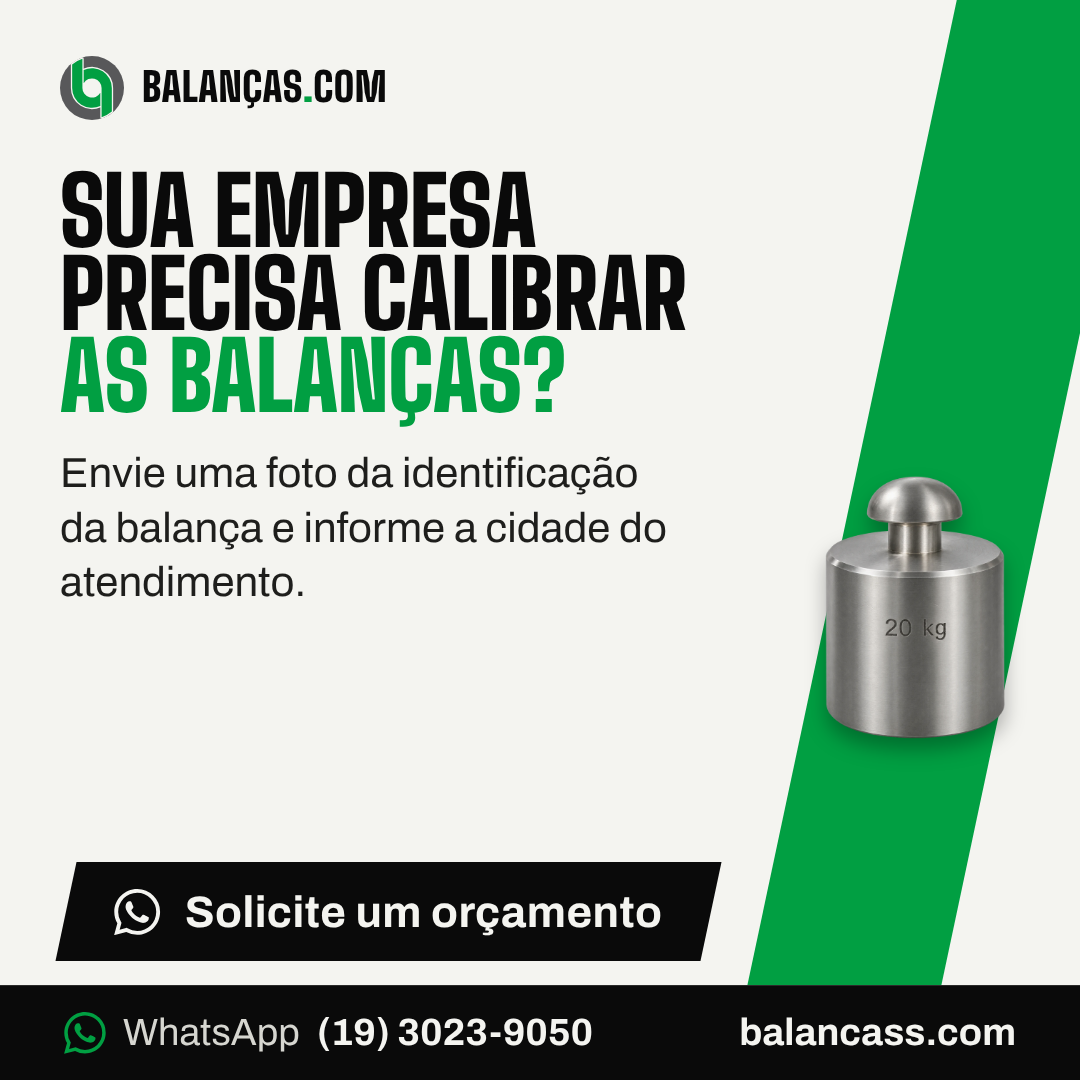 BALANÇAS.COM
SUA EMPRESA
PRECISA CALIBRAR
AS BALANÇAS?
Envie uma foto da identificação
da balança e informe a cidade do
atendimento.
20 kg
Solicite um orçamento
WhatsApp (19) 3023-9050
balancass.com